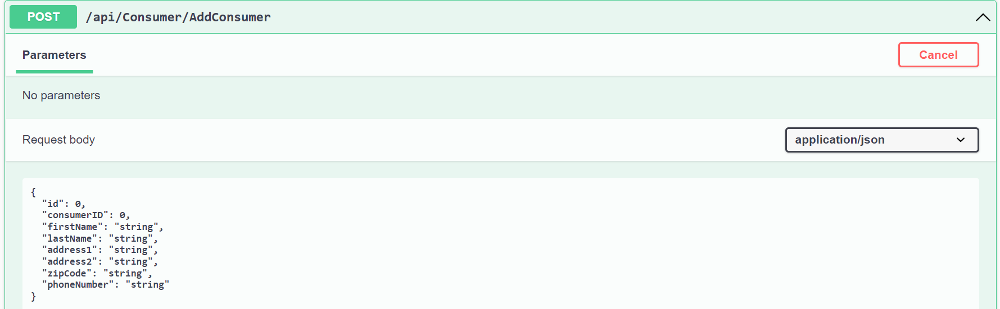 POST /api/Consumer/AddConsumer
Parameters Cancel
No parameters
Request body application/json
{
  "id": 0,
  "consumerID": 0,
  "firstName": "string",
  "lastName": "string",
  "address1": "string",
  "address2": "string",
  "zipCode": "string",
  "phoneNumber": "string"
}